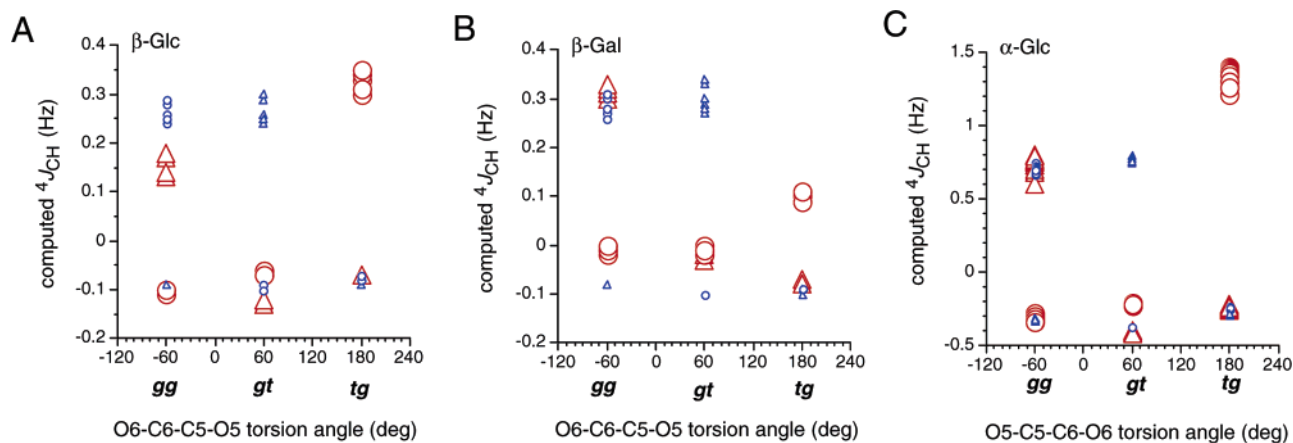 A
β-Glc
computed ⁴J_CH (Hz)
0.4
0.3
0.2
0.1
0
-0.1
-0.2
-120 -60 0 60 120 180 240
gg gt tg
O6-C6-C5-O5 torsion angle (deg)
B
β-Gal
computed ⁴J_CH (Hz)
0.4
0.3
0.2
0.1
0
-0.1
-0.2
-120 -60 0 60 120 180 240
gg gt tg
O6-C6-C5-O5 torsion angle (deg)
C
α-Glc
computed ⁴J_CH (Hz)
1.5
1
0.5
0
-0.5
-120 -60 0 60 120 180 240
gg gt tg
O5-C5-C6-O6 torsion angle (deg)